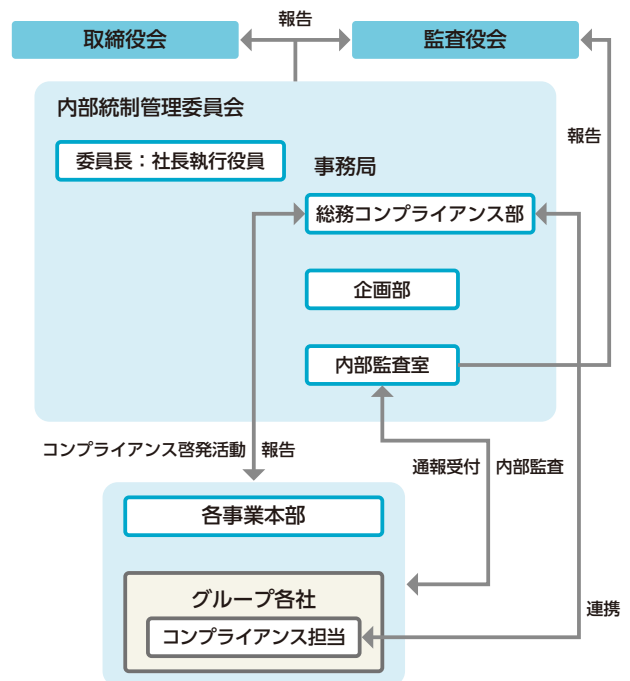 報告
取締役会
監査役会
内部統制管理委員会
委員長：社長執行役員
報告
事務局
総務コンプライアンス部
企画部
内部監査室
コンプライアンス啓発活動
報告
通報受付
内部監査
各事業本部
グループ各社
コンプライアンス担当
連携